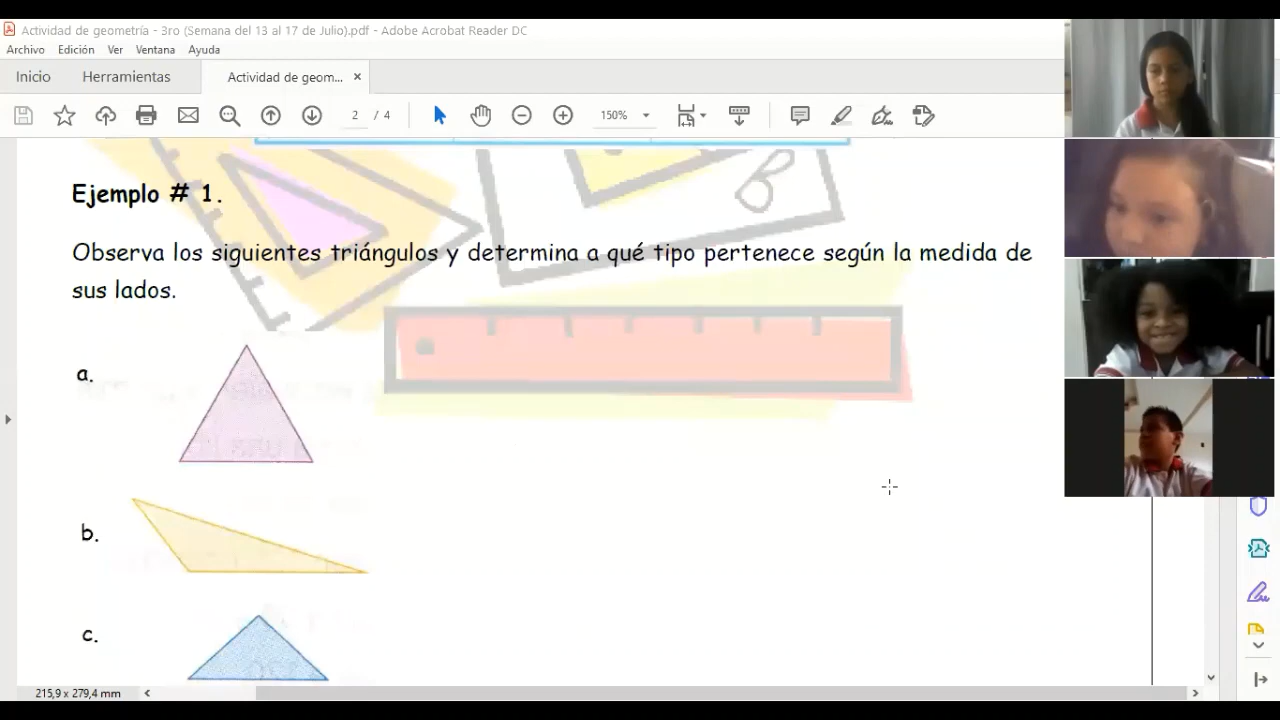 Actividad de geometría - 3ro (Semana del 13 al 17 de Julio).pdf - Adobe Acrobat Reader DC
Archivo Edición Ver Ventana Ayuda
Inicio Herramientas Actividad de geom... ×
2 / 4 150%
Ejemplo # 1.
Observa los siguientes triángulos y determina a qué tipo pertenece según la medida de
sus lados.
a.
b.
c.
215,9 x 279,4 mm